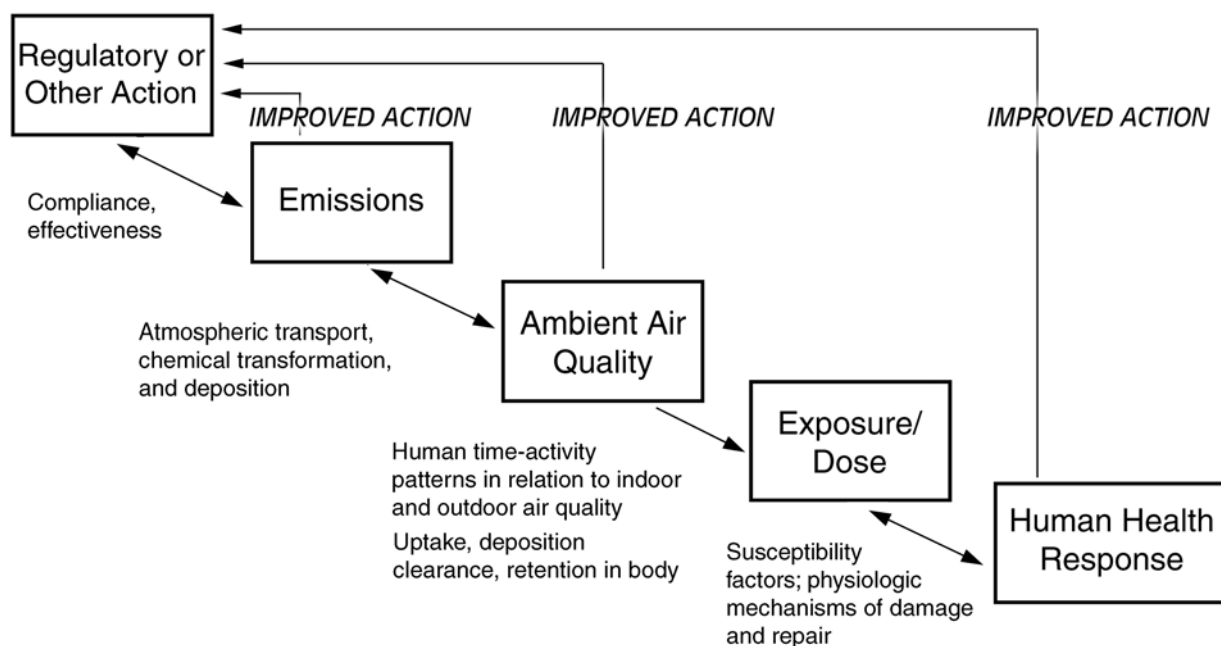 Regulatory or
Other Action
IMPROVED ACTION
IMPROVED ACTION
IMPROVED ACTION
Compliance,
effectiveness
Emissions
Atmospheric transport,
chemical transformation,
and deposition
Ambient Air
Quality
Human time-activity
patterns in relation to indoor
and outdoor air quality
Uptake, deposition
clearance, retention in body
Exposure/
Dose
Susceptibility
factors; physiologic
mechanisms of damage
and repair
Human Health
Response